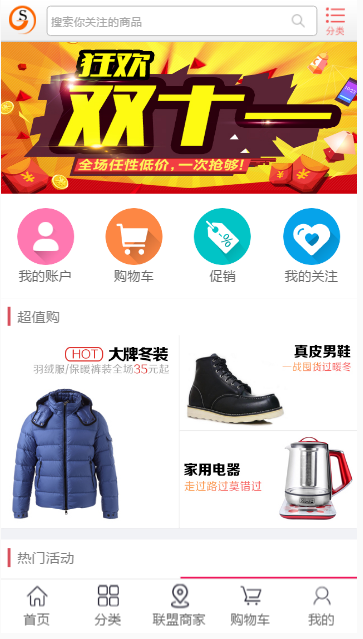 S
搜索你关注的商品
分类
狂欢
双十一
全场任性低价，一次抢够！
我的账户
购物车
促销
我的关注
超值购
HOT 大牌冬装
羽绒服/保暖裤装全场35元起
真皮男鞋
一战囤货过暖冬
家用电器
走过路过莫错过
热门活动
首页
分类
联盟商家
购物车
我的